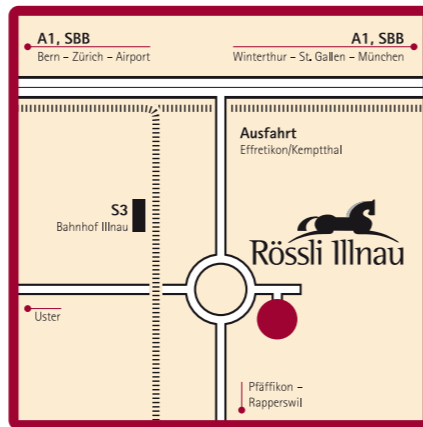 A1, SBB
Bern – Zürich – Airport
A1, SBB
Winterthur – St. Gallen – München
Ausfahrt
Effretikon/Kemptthal
S3
Bahnhof Illnau
Rössli Illnau
Uster
Pfäffikon –
Rapperswil